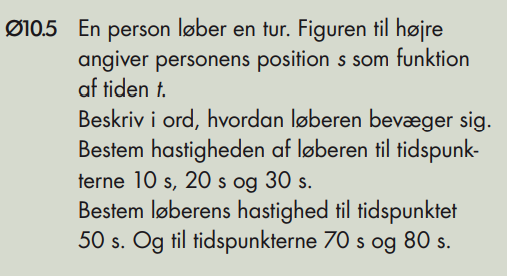 Ø10.5 En person løber en tur. Figuren til højre
angiver personens position s som funktion
af tiden t.
Beskriv i ord, hvordan løberen bevæger sig.
Bestem hastigheden af løberen til tidspunk-
terne 10 s, 20 s og 30 s.
Bestem løberens hastighed til tidspunktet
50 s. Og til tidspunkterne 70 s og 80 s.